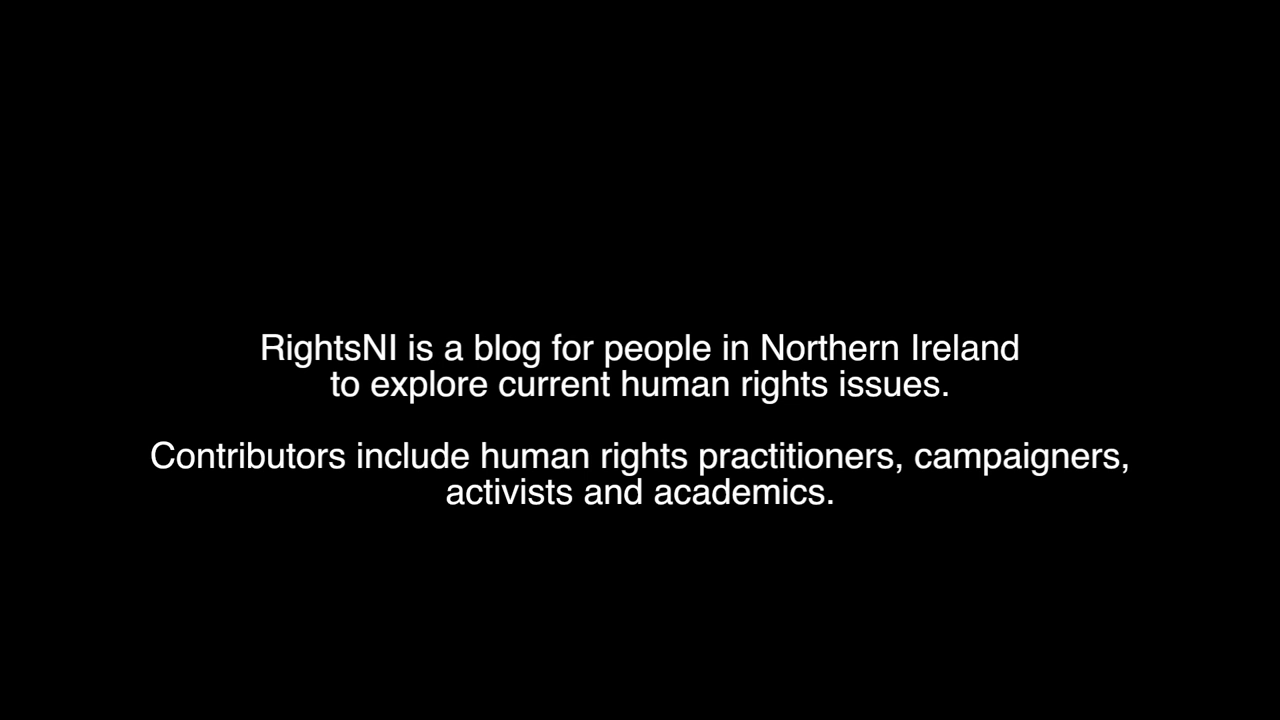 RightsNI is a blog for people in Northern Ireland
to explore current human rights issues.
Contributors include human rights practitioners, campaigners,
activists and academics.